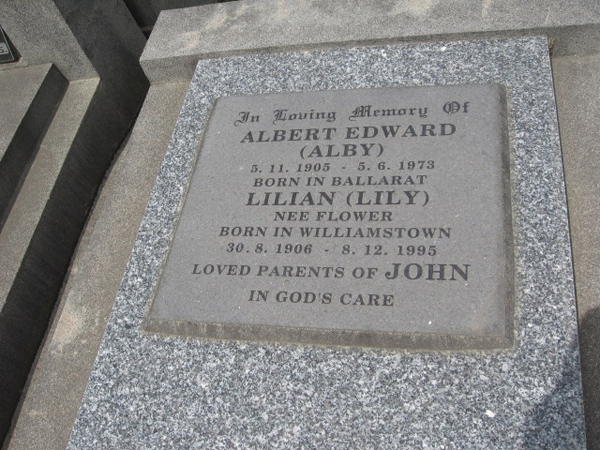 In Loving Memory Of
ALBERT EDWARD
(ALBY)
5. 11. 1905 - 5. 6. 1973
BORN IN BALLARAT
LILIAN (LILY)
NEE FLOWER
BORN IN WILLIAMSTOWN
30. 8. 1906 - 8. 12. 1995
LOVED PARENTS OF JOHN
IN GOD'S CARE